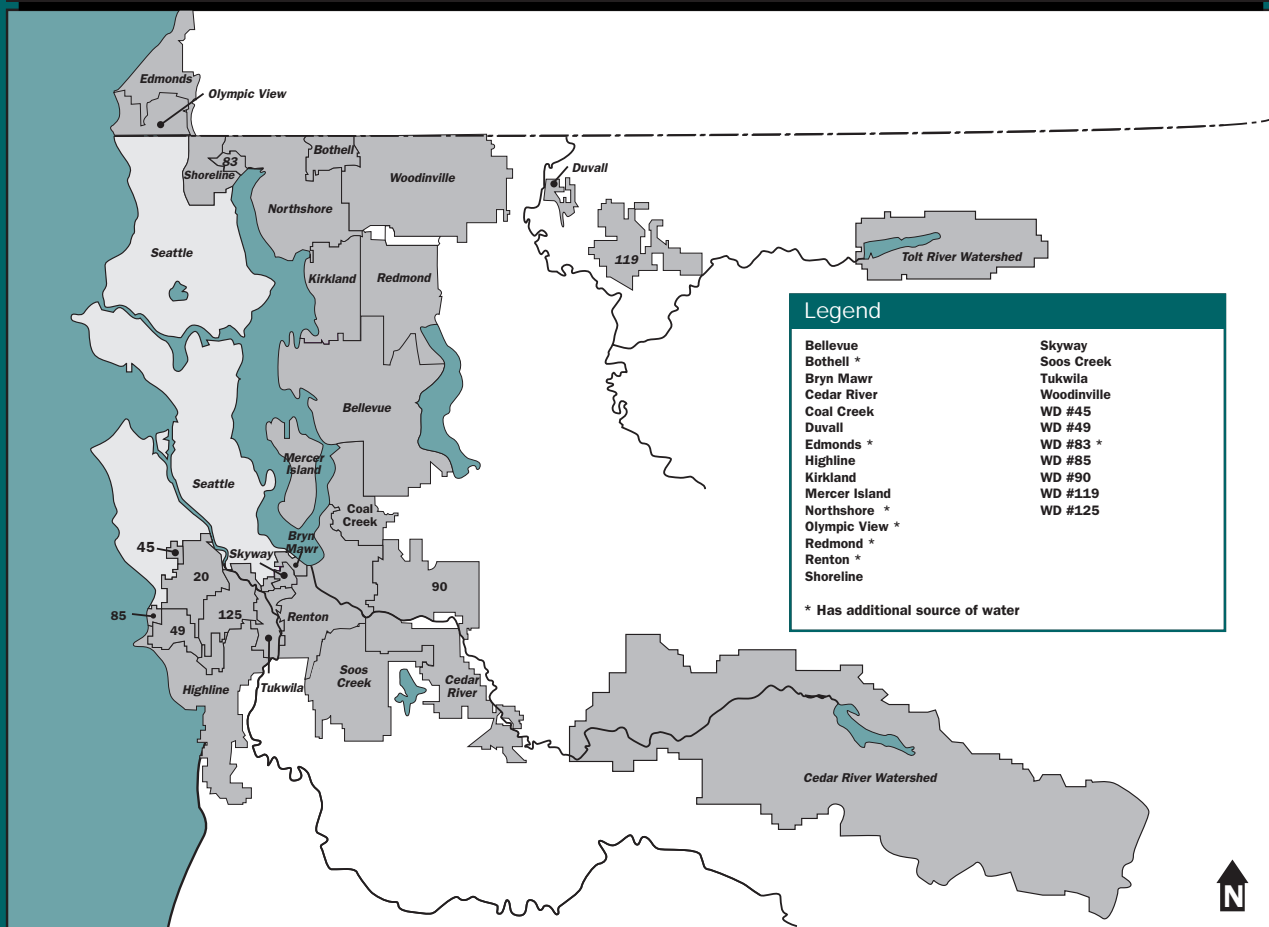 Edmonds
Olympic View
83
Bothell
Shoreline
Woodinville
Duvall
Northshore
Seattle
119
Tolt River Watershed
Kirkland
Redmond
Legend
Bellevue
Bothell *
Bryn Mawr
Cedar River
Coal Creek
Duvall
Edmonds *
Highline
Kirkland
Mercer Island
Northshore *
Olympic View *
Redmond *
Renton *
Shoreline
Skyway
Soos Creek
Tukwila
Woodinville
WD #45
WD #49
WD #83 *
WD #85
WD #90
WD #119
WD #125
* Has additional source of water
Bellevue
Mercer
Island
Seattle
Coal
Creek
Bryn
Mawr
45
Skyway
20
90
85
125
Renton
49
Soos
Creek
Cedar
River
Highline
Tukwila
Cedar River Watershed
N